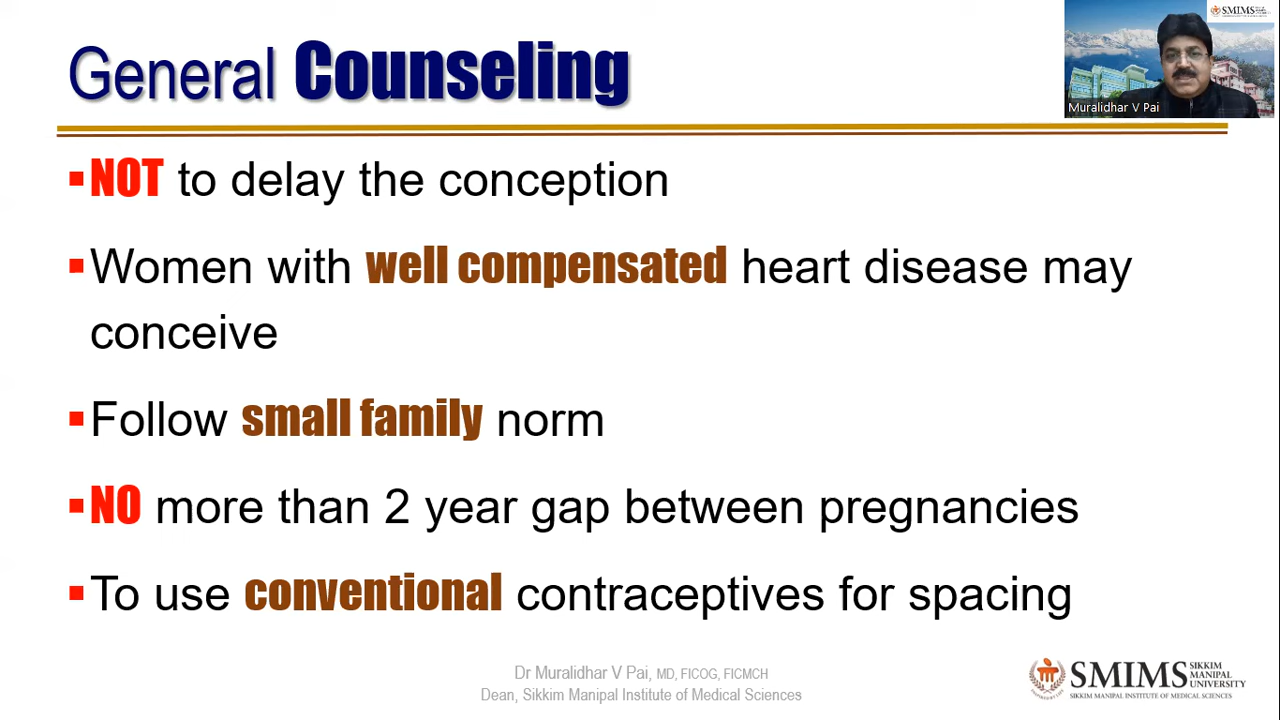 General Counseling
SMIMS
Muralidhar V Pai
▪NOT to delay the conception
▪Women with well compensated heart disease may
conceive
▪Follow small family norm
▪NO more than 2 year gap between pregnancies
▪To use conventional contraceptives for spacing
Dr Muralidhar V Pai, MD, FICOG, FICMCH
Dean, Sikkim Manipal Institute of Medical Sciences
SMIMS SIKKIM
MANIPAL
UNIVERSITY
SIKKIM MANIPAL INSTITUTE OF MEDICAL SCIENCES